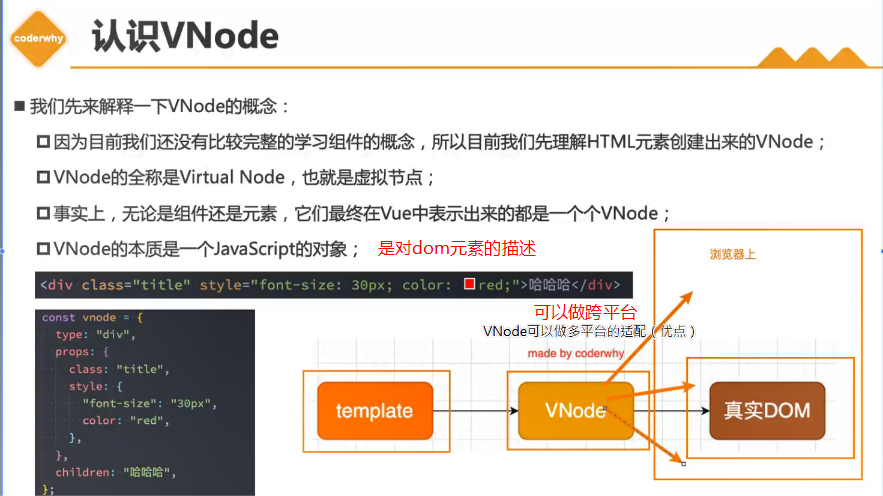 coderwhy
认识VNode
我们先来解释一下VNode的概念：
因为目前我们还没有比较完整的学习组件的概念，所以目前我们先理解HTML元素创建出来的VNode；
VNode的全称是Virtual Node，也就是虚拟节点；
事实上，无论是组件还是元素，它们最终在Vue中表示出来的都是一个个VNode；
VNode的本质是一个JavaScript的对象； 是对dom元素的描述
浏览器上
<div class="title" style="font-size: 30px; color: red;">哈哈哈</div>
可以做跨平台
VNode可以做多平台的适配（优点）
made by coderwhy
const vnode = {
type: "div",
props: {
class: "title",
style: {
"font-size": "30px",
color: "red",
},
},
children: "哈哈哈",
};
template
VNode
真实DOM